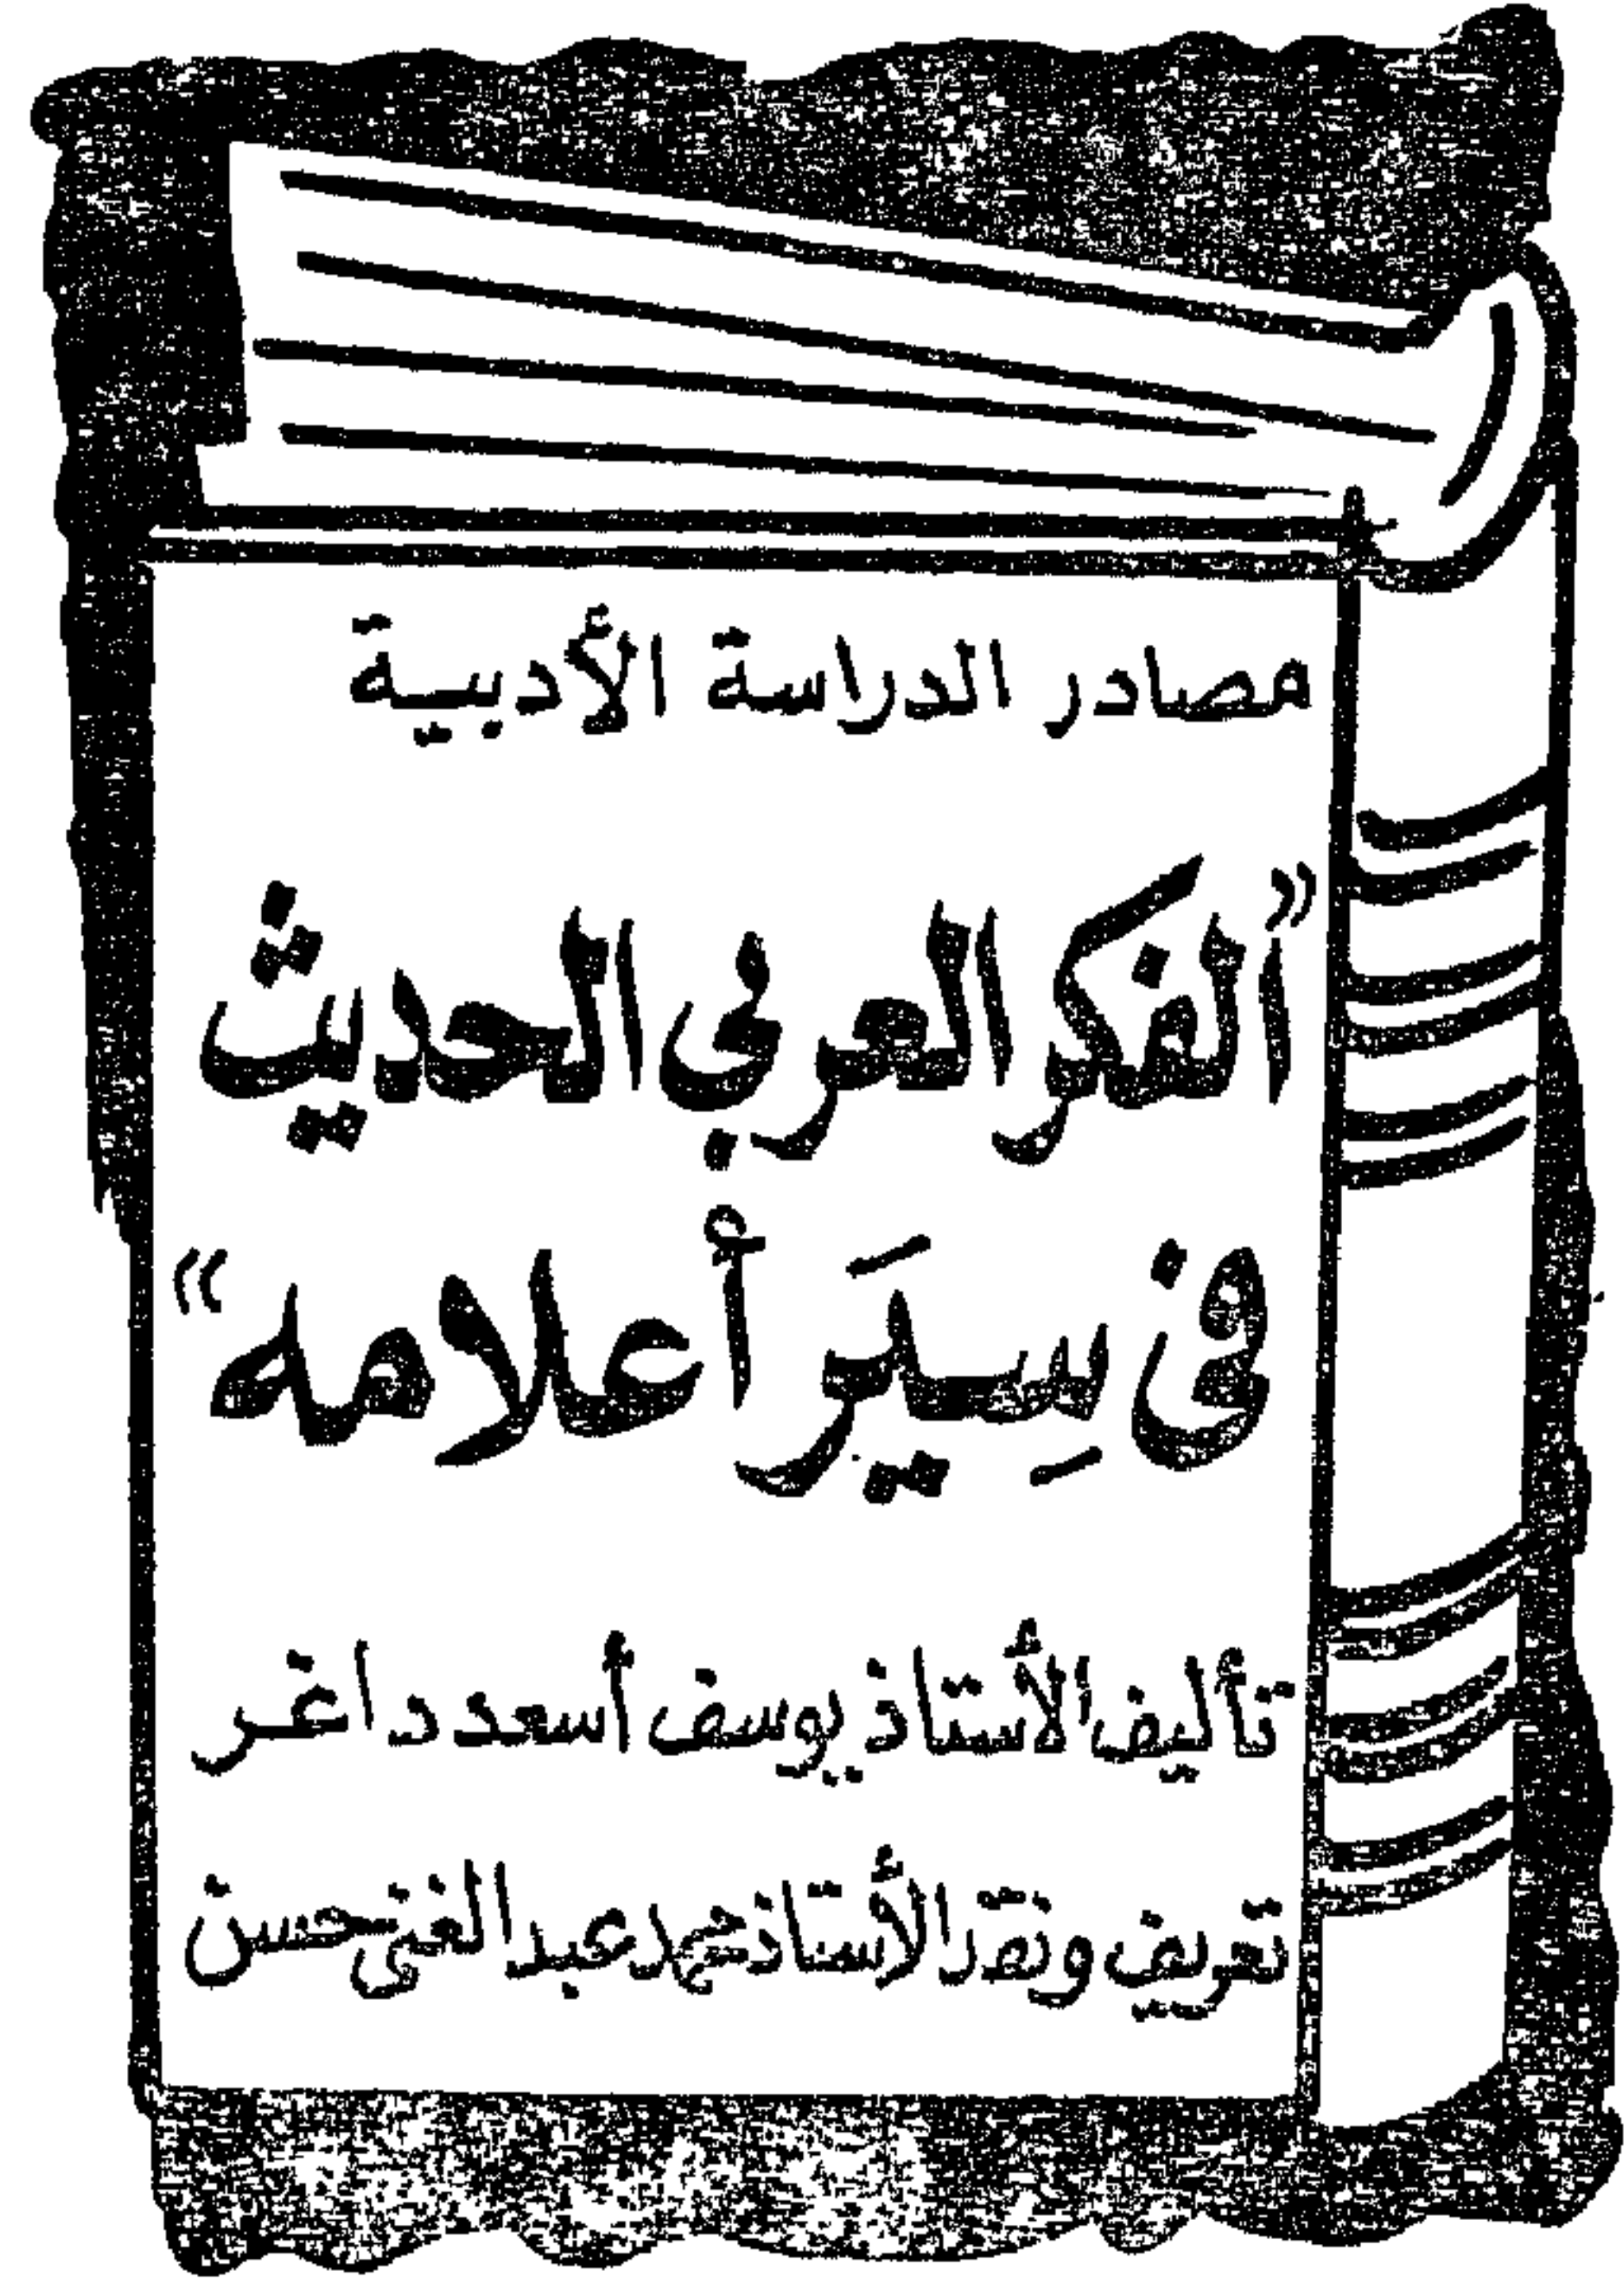 مصادر الدراسة الأدبية
"الفكر العربي الحديث
في سِيَر أعلامه"
تأليف الأستاذ يوسف أسعد داغر
تعريف ونقد الأستاذ محمد عبد الغني حسن